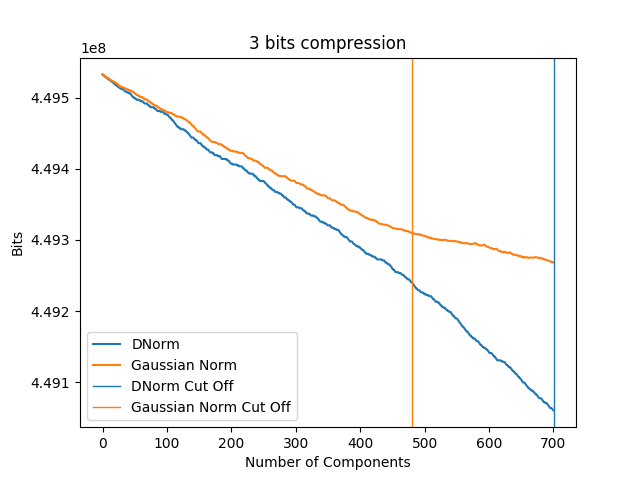 3 bits compression
1e8
4.495
4.494
4.493
4.492
4.491
Bits
DNorm
Gaussian Norm
DNorm Cut Off
Gaussian Norm Cut Off
0 100 200 300 400 500 600 700
Number of Components